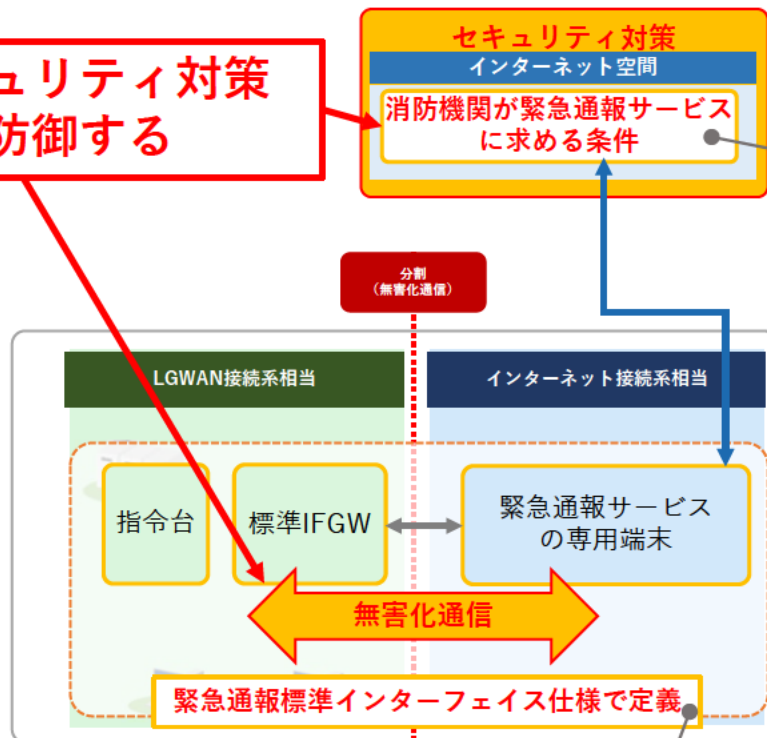 セキュリティ対策
インターネット空間
消防機関が緊急通報サービス
に求める条件
ュリティ対策
防御する
分割
(無害化通信)
LGWAN接続系相当
インターネット接続系相当
指令台
標準IFGW
緊急通報サービス
の専用端末
無害化通信
緊急通報標準インターフェイス仕様で定義